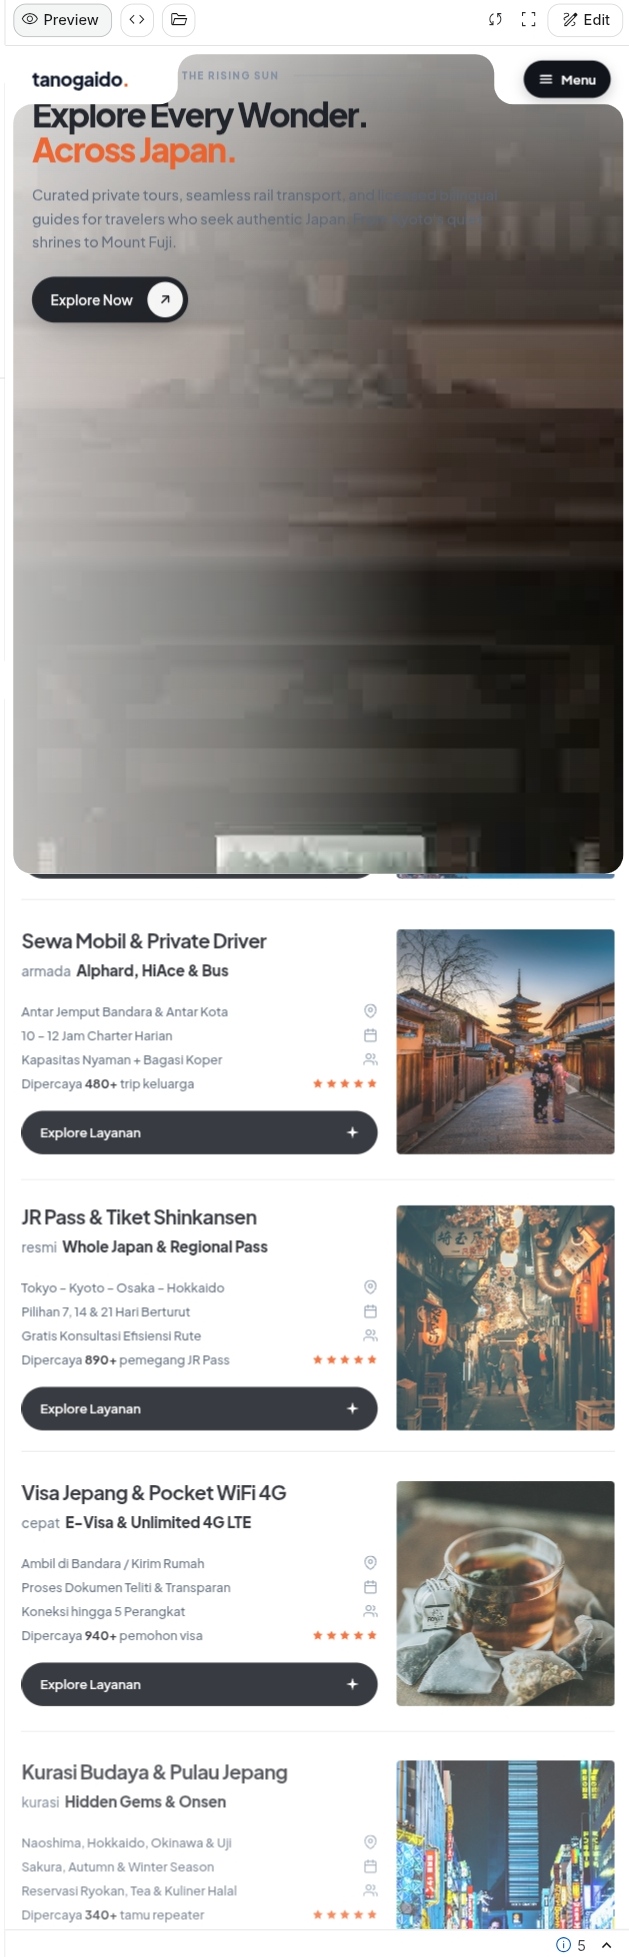 Preview
Edit
tanogaido.
THE RISING SUN
Menu
Explore Every Wonder.
Across Japan.
Curated private tours, seamless rail transport, and licensed bilingual
guides for travelers who seek authentic Japan. From Kyoto's quiet
shrines to Mount Fuji.
Explore Now
Sewa Mobil & Private Driver
armada Alphard, HiAce & Bus
Antar Jemput Bandara & Antar Kota
10 – 12 Jam Charter Harian
Kapasitas Nyaman + Bagasi Koper
Dipercaya 480+ trip keluarga
Explore Layanan
JR Pass & Tiket Shinkansen
resmi Whole Japan & Regional Pass
Tokyo – Kyoto – Osaka – Hokkaido
Pilihan 7, 14 & 21 Hari Berturut
Gratis Konsultasi Efisiensi Rute
Dipercaya 890+ pemegang JR Pass
Explore Layanan
Visa Jepang & Pocket WiFi 4G
cepat E-Visa & Unlimited 4G LTE
Ambil di Bandara / Kirim Rumah
Proses Dokumen Teliti & Transparan
Koneksi hingga 5 Perangkat
Dipercaya 940+ pemohon visa
Explore Layanan
Kurasi Budaya & Pulau Jepang
kurasi Hidden Gems & Onsen
Naoshima, Hokkaido, Okinawa & Uji
Sakura, Autumn & Winter Season
Reservasi Ryokan, Tea & Kuliner Halal
Dipercaya 340+ tamu repeater
5